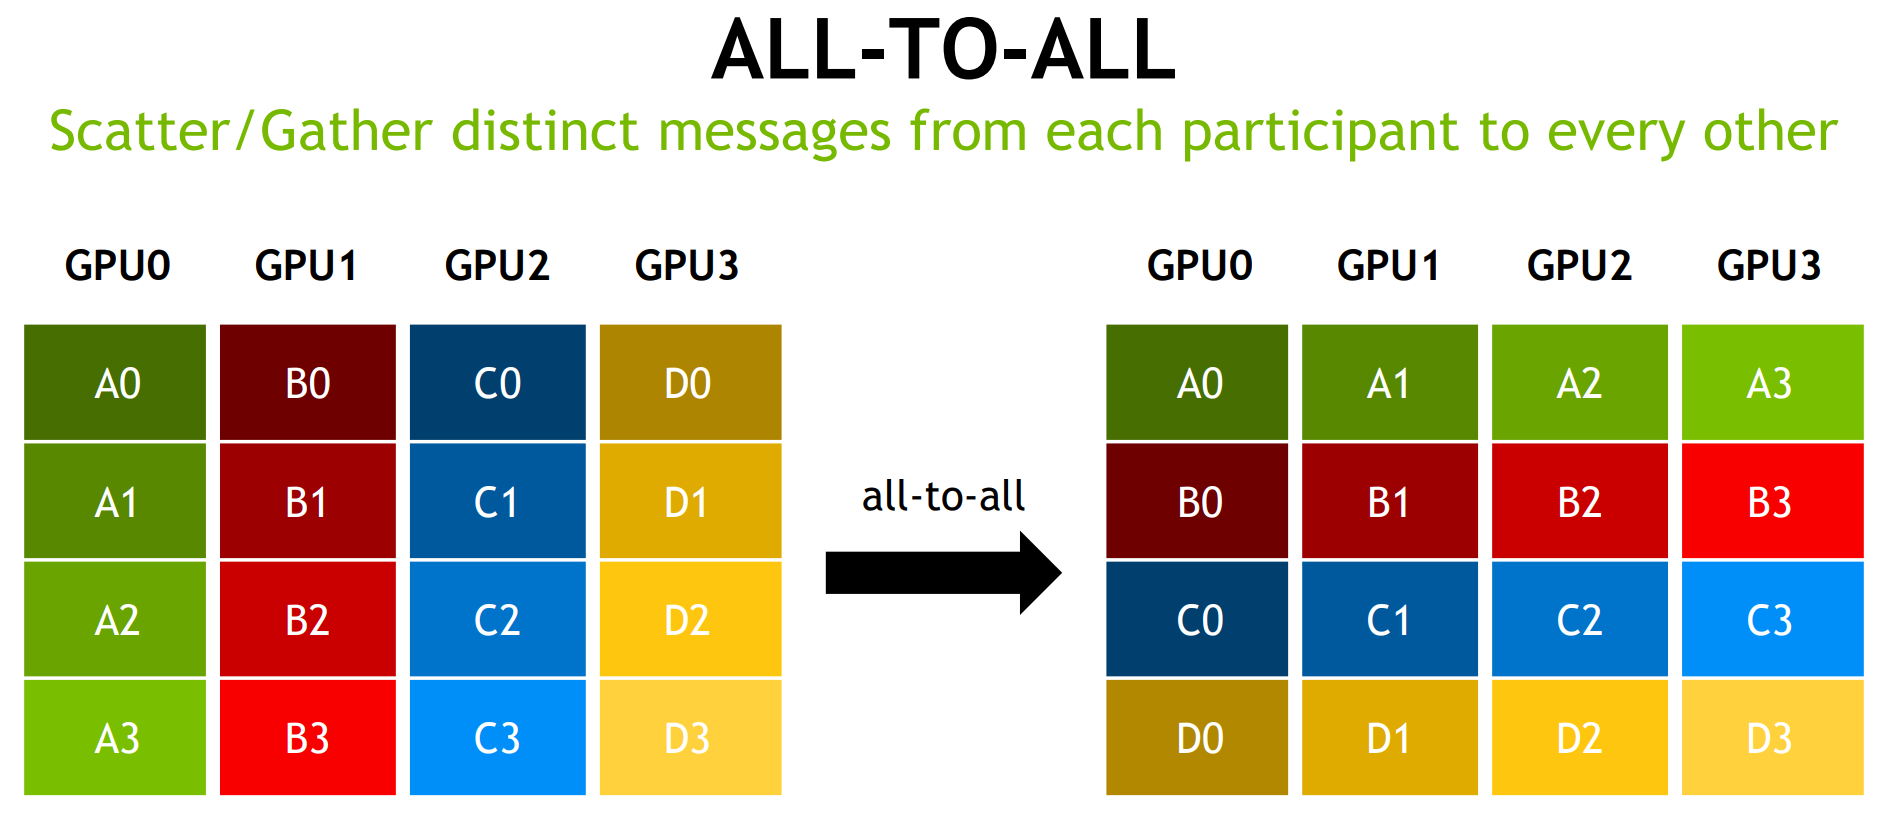 ALL-TO-ALL
Scatter/Gather distinct messages from each participant to every other
GPU0 GPU1 GPU2 GPU3
A0 B0 C0 D0
A1 B1 C1 D1
A2 B2 C2 D2
A3 B3 C3 D3
all-to-all
GPU0 GPU1 GPU2 GPU3
A0 A1 A2 A3
B0 B1 B2 B3
C0 C1 C2 C3
D0 D1 D2 D3